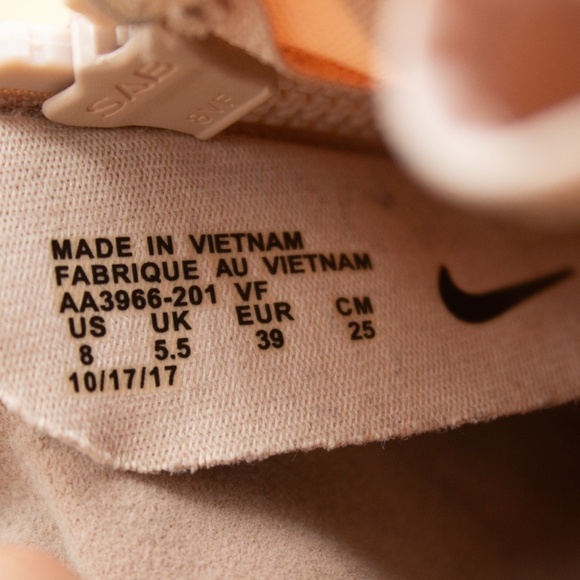 MADE IN VIETNAM
FABRIQUE AU VIETNAM
AA3966-201 VF
US UK EUR CM
8 5.5 39 25
10/17/17